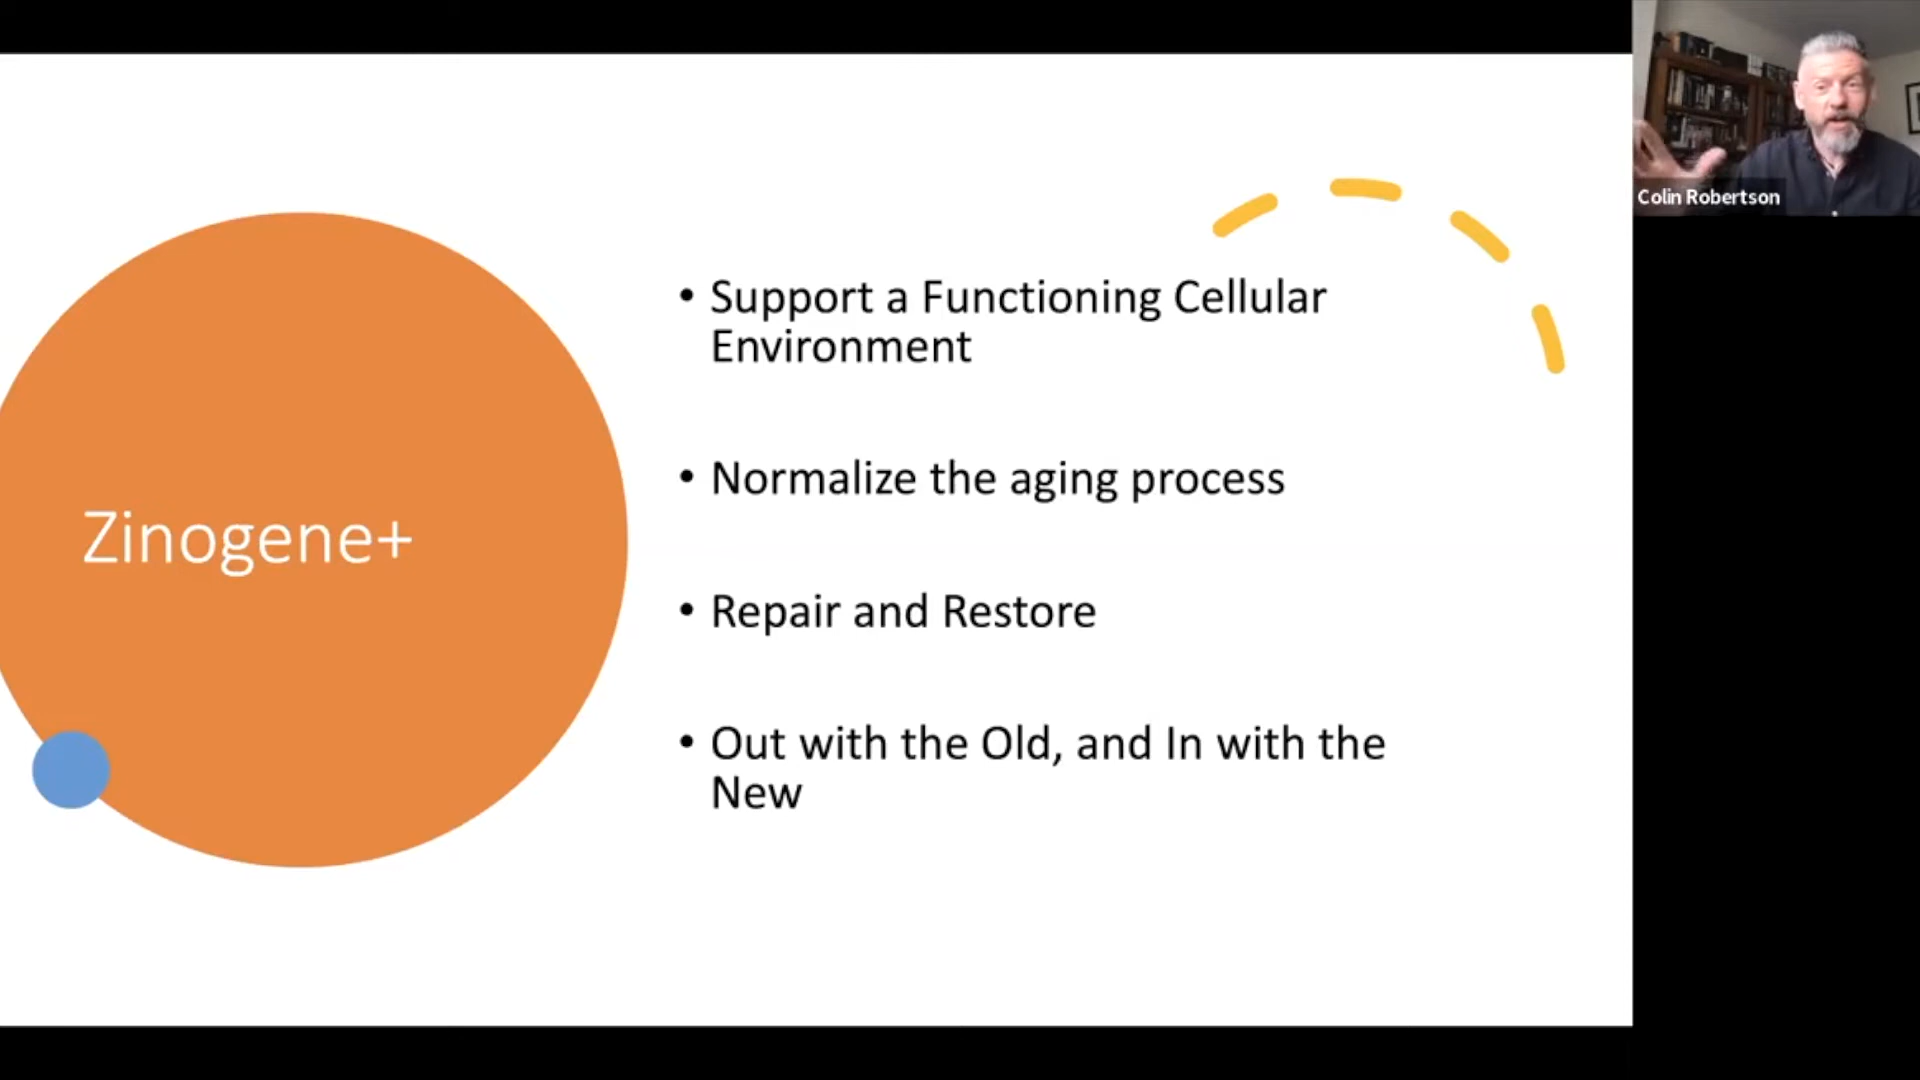 Zinogene+
• Support a Functioning Cellular
Environment
• Normalize the aging process
• Repair and Restore
• Out with the Old, and In with the
New
Colin Robertson